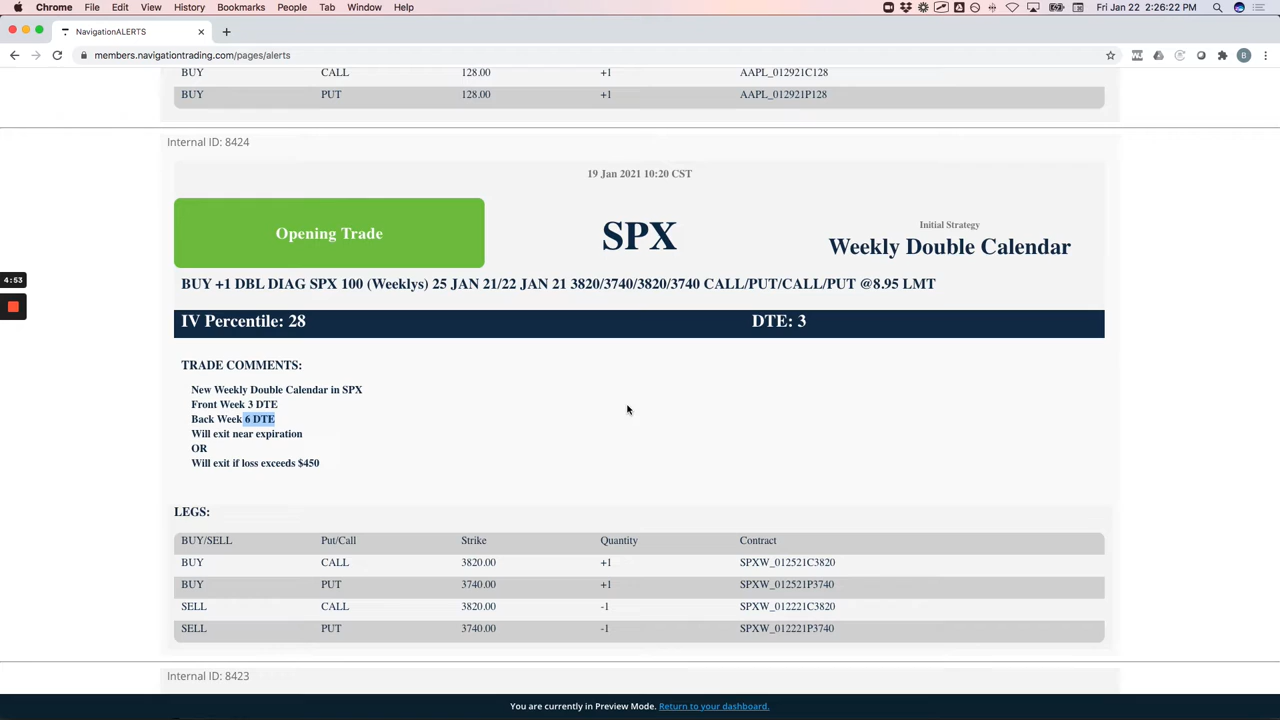 Chrome File Edit View History Bookmarks People Tab Window Help Fri Jan 22 2:26:22 PM
NavigationALERTS
members.navigationtrading.com/pages/alerts
B
BUY CALL 128.00 +1 AAPL_012921C128
BUY PUT 128.00 +1 AAPL_012921P128
Internal ID: 8424
19 Jan 2021 10:20 CST
Opening Trade
SPX
Initial Strategy
Weekly Double Calendar
BUY +1 DBL DIAG SPX 100 (Weeklys) 25 JAN 21/22 JAN 21 3820/3740/3820/3740 CALL/PUT/CALL/PUT @8.95 LMT
IV Percentile: 28 DTE: 3
4:53
TRADE COMMENTS:
New Weekly Double Calendar in SPX
Front Week 3 DTE
Back Week 6 DTE
Will exit near expiration
OR
Will exit if loss exceeds $450
LEGS:
BUY/SELL Put/Call Strike Quantity Contract
BUY CALL 3820.00 +1 SPXW_012521C3820
BUY PUT 3740.00 +1 SPXW_012521P3740
SELL CALL 3820.00 -1 SPXW_012221C3820
SELL PUT 3740.00 -1 SPXW_012221P3740
Internal ID: 8423
You are currently in Preview Mode. Return to your dashboard.